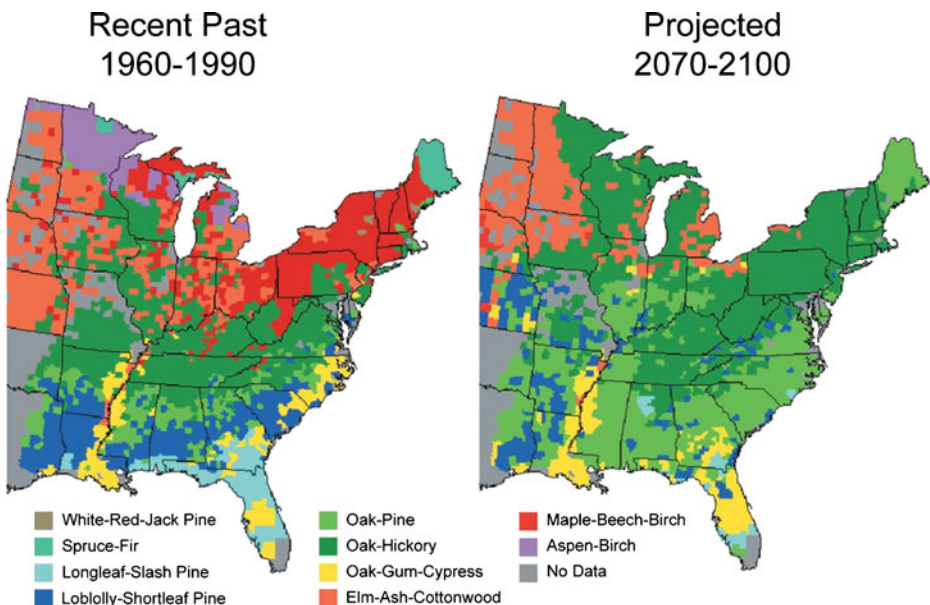 Recent Past
1960-1990
Projected
2070-2100
White-Red-Jack Pine
Spruce-Fir
Longleaf-Slash Pine
Loblolly-Shortleaf Pine
Oak-Pine
Oak-Hickory
Oak-Gum-Cypress
Elm-Ash-Cottonwood
Maple-Beech-Birch
Aspen-Birch
No Data